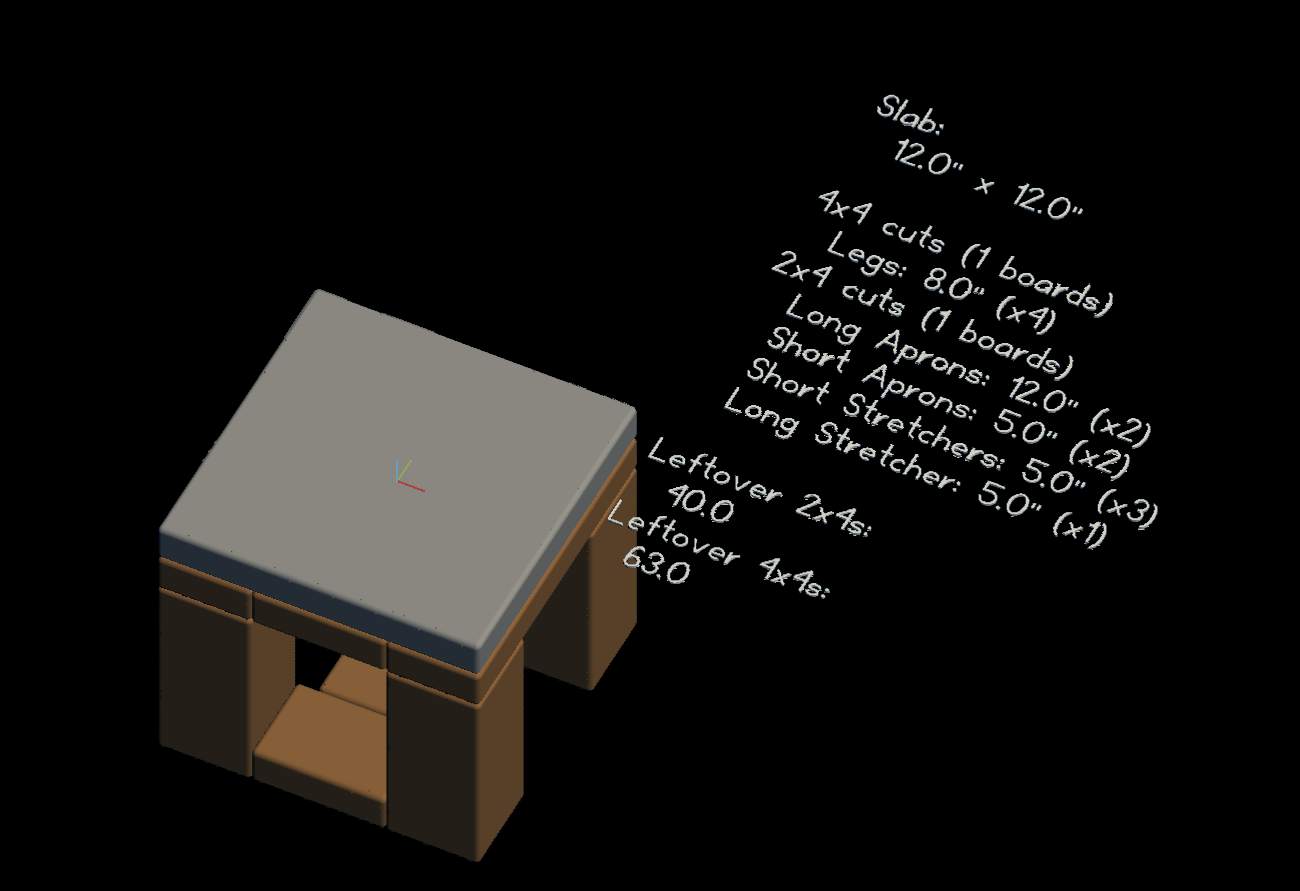 Slab:
12.0" x 12.0"
4x4 cuts (1 boards)
Legs: 8.0" (x4)
2x4 cuts (1 boards)
Long Aprons: 12.0" (x2)
Short Aprons: 5.0" (x2)
Short Stretchers: 5.0" (x3)
Long Stretcher: 5.0" (x1)
Leftover 2x4s:
40.0
Leftover 4x4s:
63.0